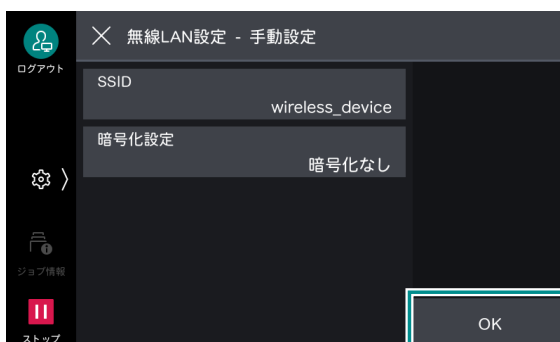 無線LAN設定 - 手動設定
ログアウト
SSID
wireless_device
暗号化設定
暗号化なし
ジョブ情報
OK
ストップ